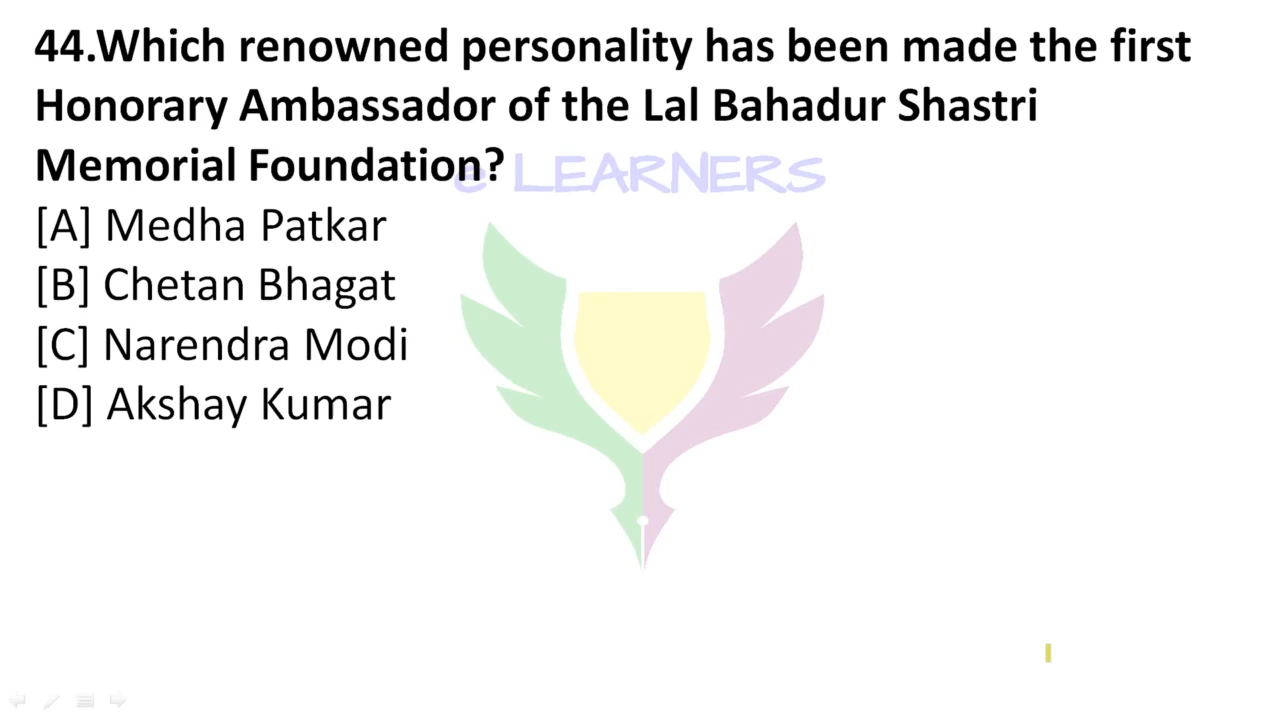 44.Which renowned personality has been made the first
Honorary Ambassador of the Lal Bahadur Shastri
Memorial Foundation?
e LEARNERS
[A] Medha Patkar
[B] Chetan Bhagat
[C] Narendra Modi
[D] Akshay Kumar